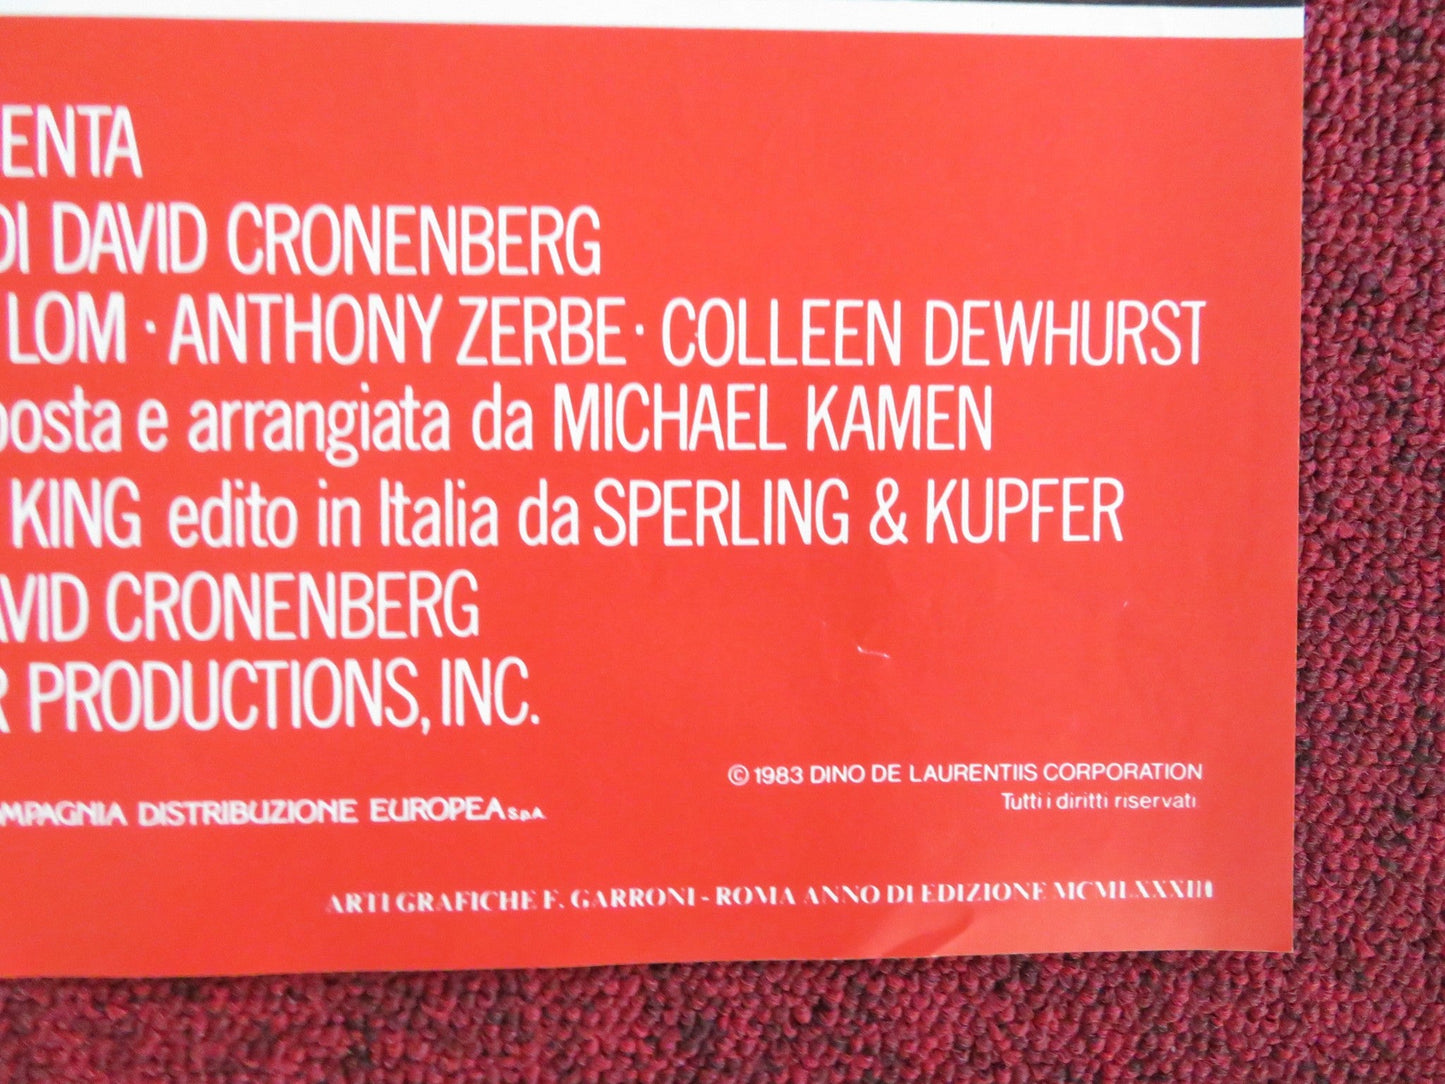 ENTA
DI DAVID CRONENBERG
LOM · ANTHONY ZERBE · COLLEEN DEWHURST
posta e arrangiata da MICHAEL KAMEN
KING edito in Italia da SPERLING & KUPFER
AVID CRONENBERG
R PRODUCTIONS, INC.
© 1983 DINO DE LAURENTIIS CORPORATION
Tutti i diritti riservati
MPAGNIA DISTRIBUZIONE EUROPEA S.p.A.
ARTI GRAFICHE F. GARRONI - ROMA ANNO DI EDIZIONE MCMLXXXIII